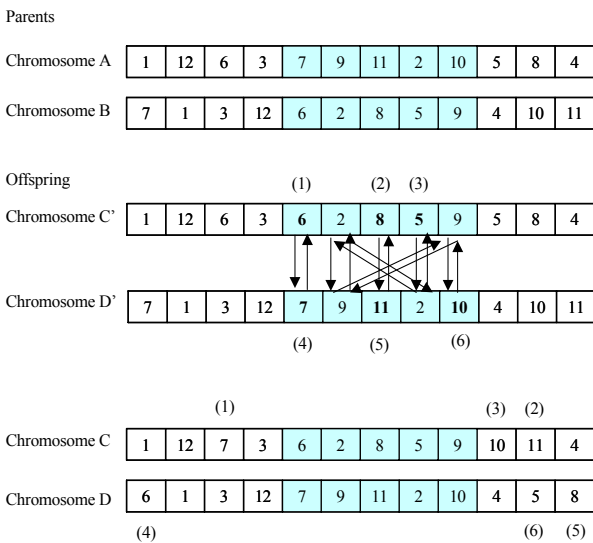 Parents
Chromosome A 1 12 6 3 7 9 11 2 10 5 8 4
Chromosome B 7 1 3 12 6 2 8 5 9 4 10 11
Offspring
(1) (2) (3)
Chromosome C’ 1 12 6 3 6 2 8 5 9 5 8 4
Chromosome D’ 7 1 3 12 7 9 11 2 10 4 10 11
(4) (5) (6)
(1) (3) (2)
Chromosome C 1 12 7 3 6 2 8 5 9 10 11 4
Chromosome D 6 1 3 12 7 9 11 2 10 4 5 8
(4) (6) (5)